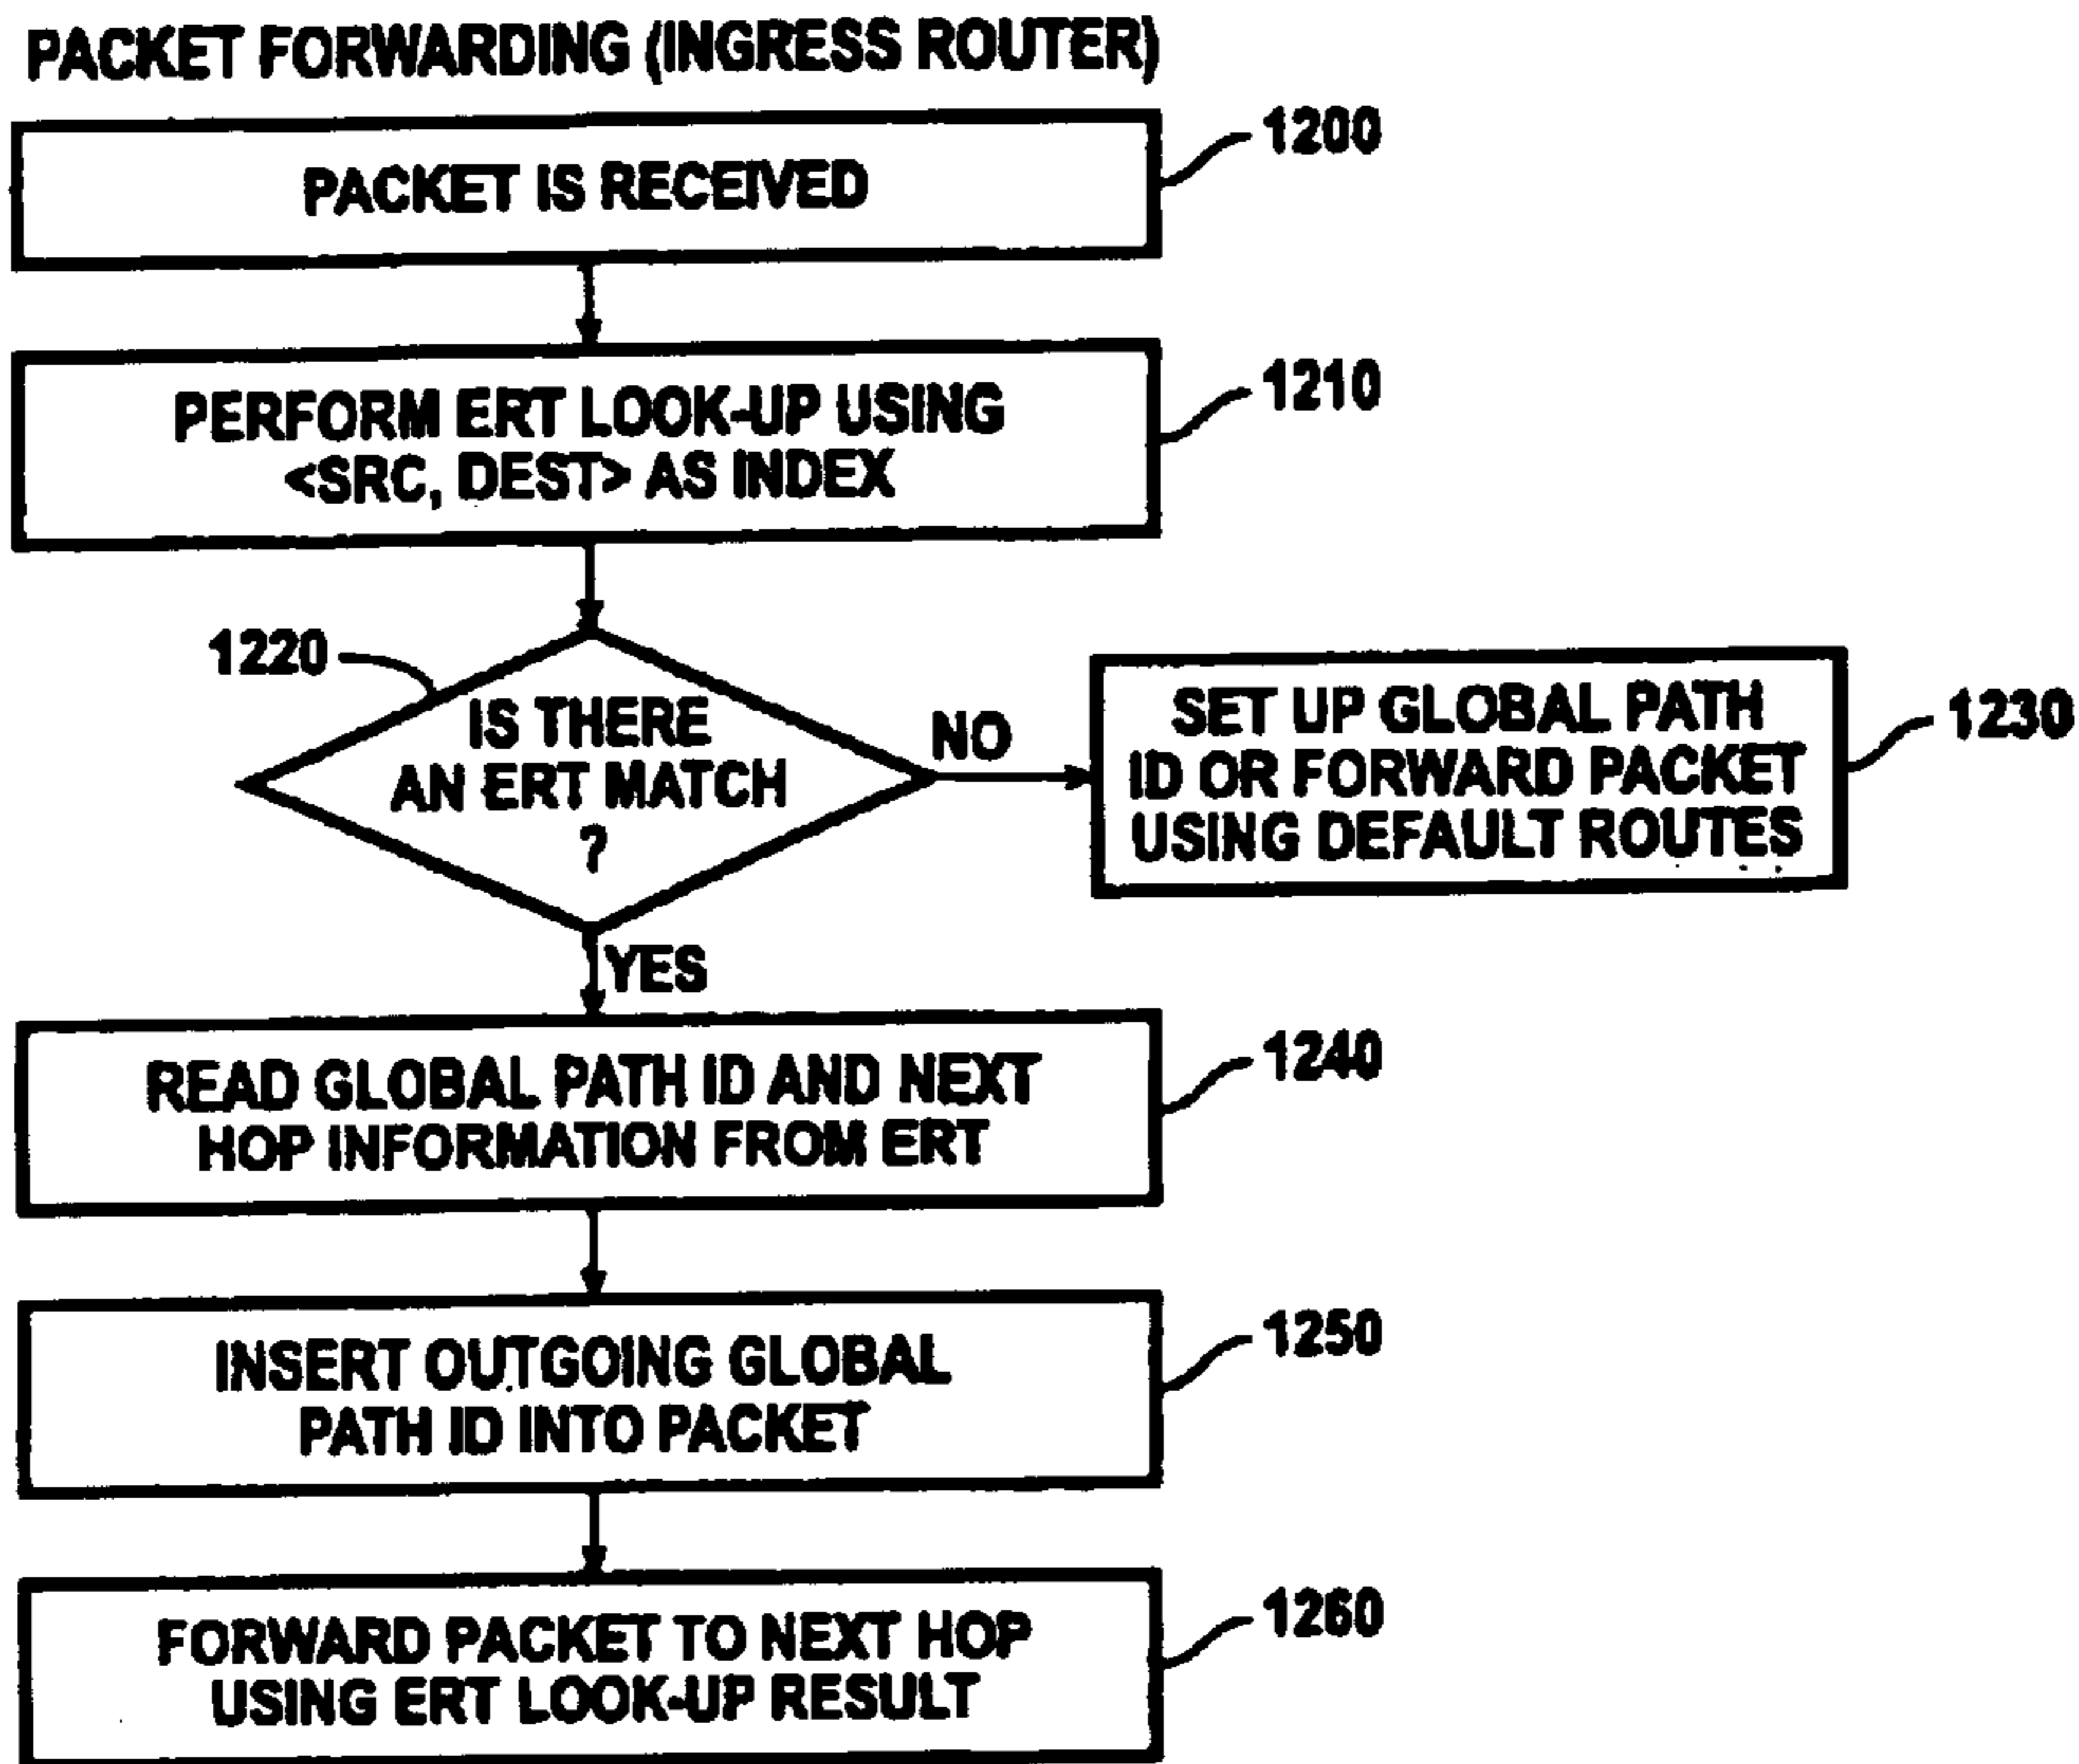 PACKET FORWARDING (INGRESS ROUTER)
PACKET IS RECEIVED
1200
PERFORM ERT LOOK-UP USING
<SRC, DEST> AS INDEX
1210
1220
IS THERE
AN ERT MATCH
?
NO
SET UP GLOBAL PATH
ID OR FORWARD PACKET
USING DEFAULT ROUTES
1230
YES
READ GLOBAL PATH ID AND NEXT
HOP INFORMATION FROM ERT
1240
INSERT OUTGOING GLOBAL
PATH ID INTO PACKET
1250
FORWARD PACKET TO NEXT HOP
USING ERT LOOK-UP RESULT
1260